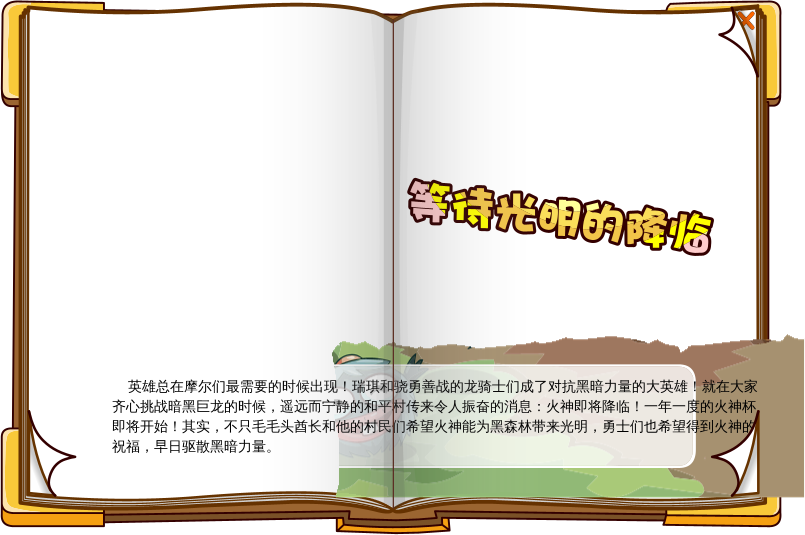 等待光明的降临
英雄总在摩尔们最需要的时候出现！瑞琪和骁勇善战的龙骑士们成了对抗黑暗力量的大英雄！就在大家
齐心挑战暗黑巨龙的时候，遥远而宁静的和平村传来令人振奋的消息：火神即将降临！一年一度的火神杯
即将开始！其实，不只毛毛头酋长和他的村民们希望火神能为黑森林带来光明，勇士们也希望得到火神的
祝福，早日驱散黑暗力量。